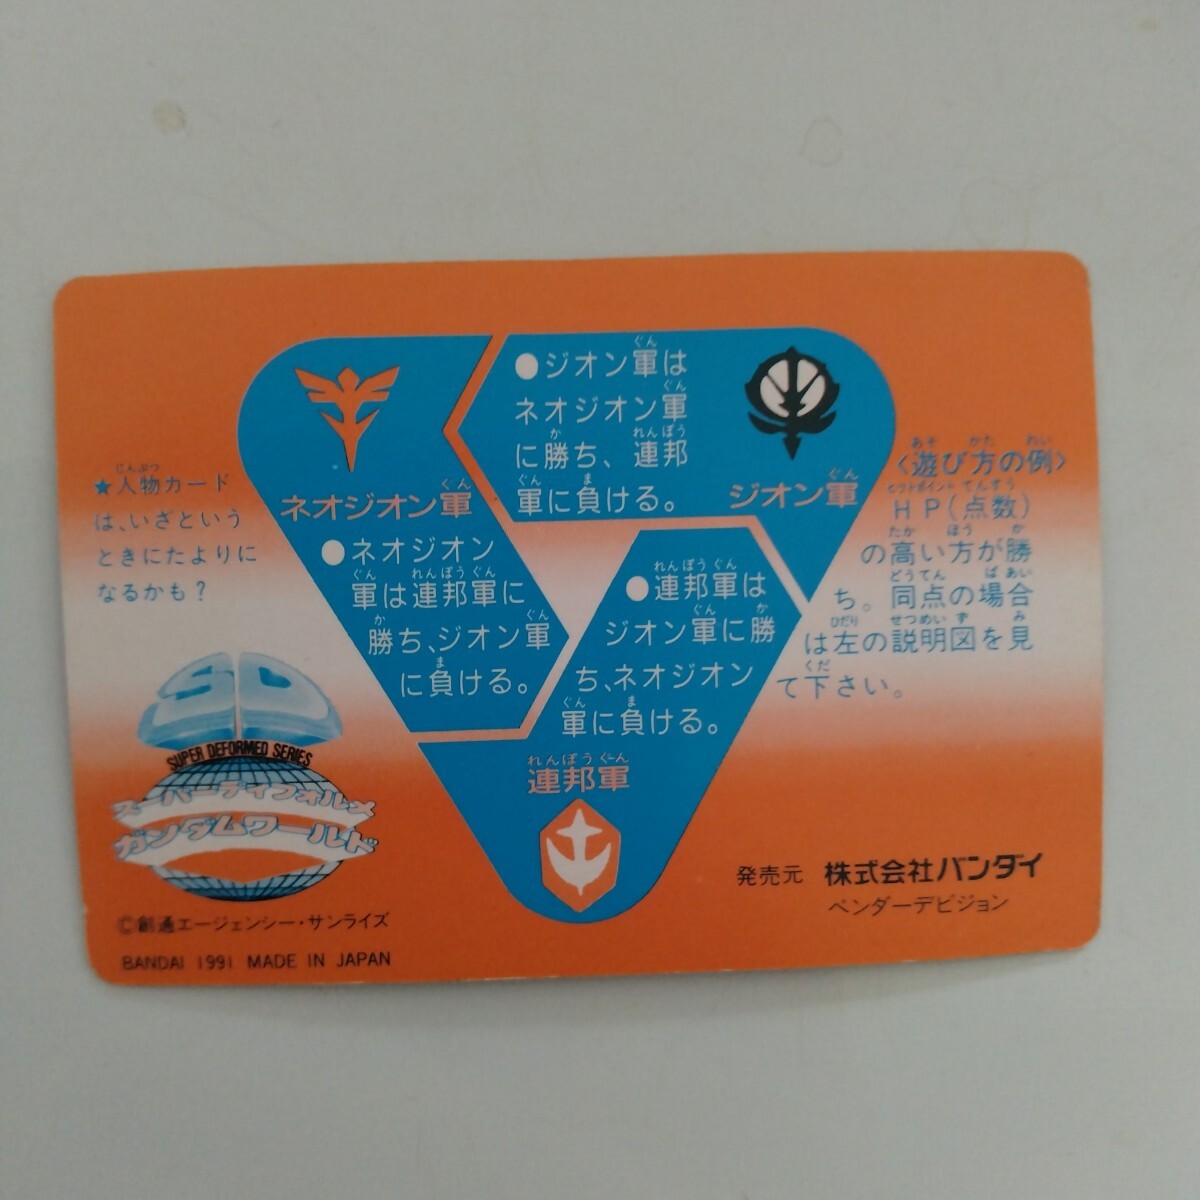 ●ジオン軍は
ネオジオン軍
に勝ち、連邦
軍に負ける。
ジオン軍
ネオジオン軍
●ネオジオン
軍は連邦軍に
勝ち、ジオン軍
に負ける。
●連邦軍は
ジオン軍に勝
ち、ネオジオン
軍に負ける。
連邦軍
★人物カード
は、いざという
ときにたよりに
なるかも?
〈遊び方の例〉
HP(点数)
の高い方が勝
ち。同点の場合
は左の説明図を見
て下さい。
SD
SUPER DEFORMED SERIES
スーパーディフォルメ
ガンダムワールド
©創通エージェンシー・サンライズ
BANDAI 1991 MADE IN JAPAN
発売元 株式会社バンダイ
ベンダーデビジョン